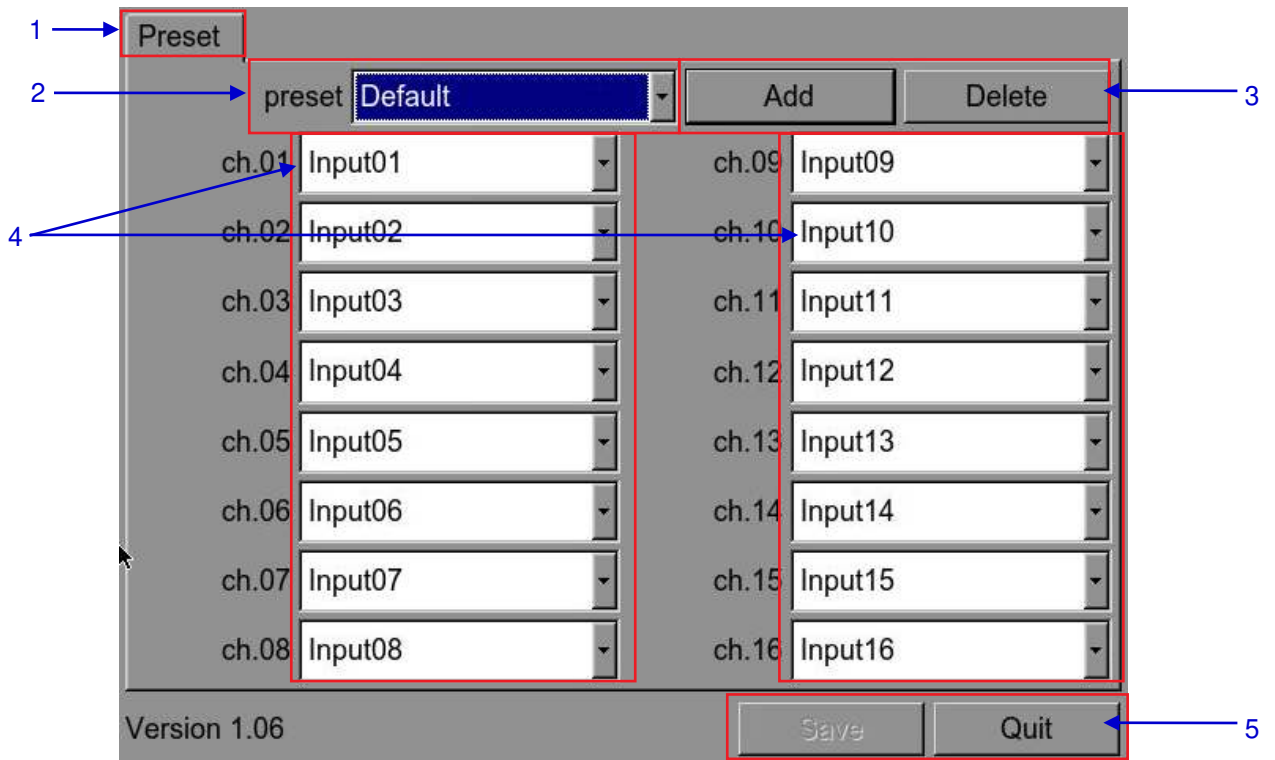 1 Preset
2 preset Default Add Delete 3
ch.01 Input01 ch.09 Input09
4 ch.02 Input02 ch.10 Input10
ch.03 Input03 ch.11 Input11
ch.04 Input04 ch.12 Input12
ch.05 Input05 ch.13 Input13
ch.06 Input06 ch.14 Input14
ch.07 Input07 ch.15 Input15
ch.08 Input08 ch.16 Input16
Version 1.06 Save Quit 5